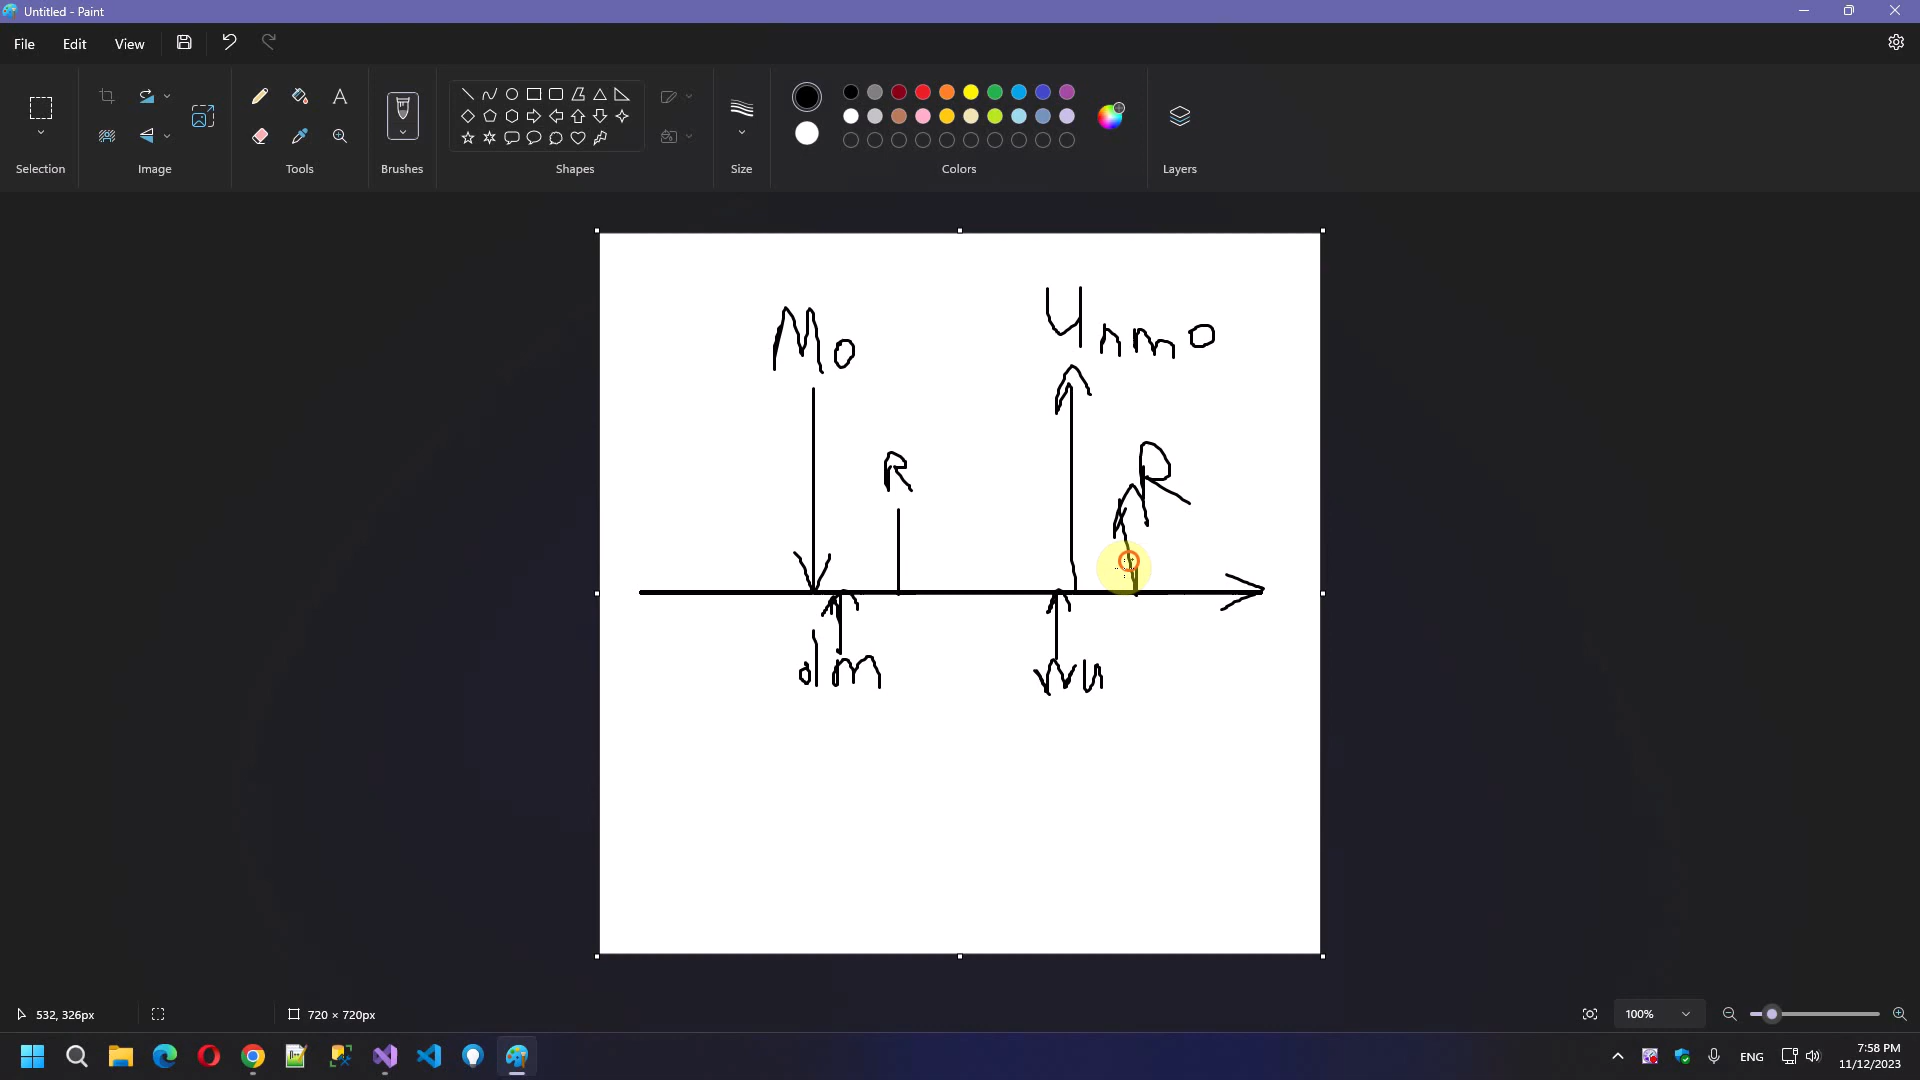 Untitled - Paint
File
Edit
View
Selection
Image
Tools
Brushes
Shapes
Size
Colors
Layers
Mo
Unmo
R
R
dm
wu
532, 326px
720 × 720px
100%
ENG
7:58 PM
11/12/2023